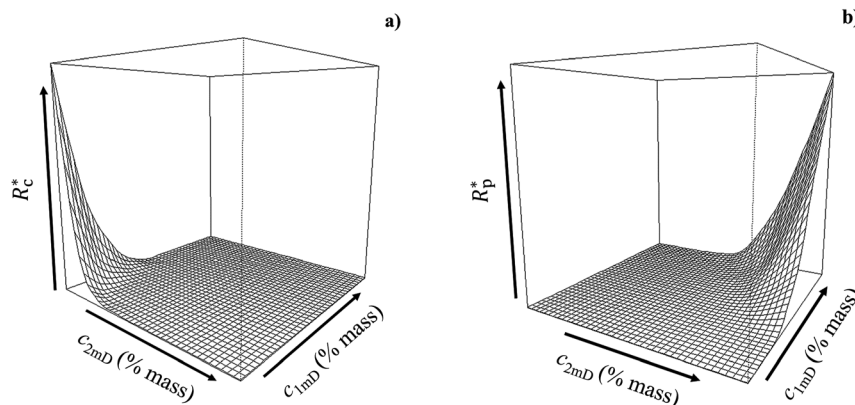 a)
R*c
c2mD (% mass)
c1mD (% mass)
b)
R*p
c2mD (% mass)
c1mD (% mass)